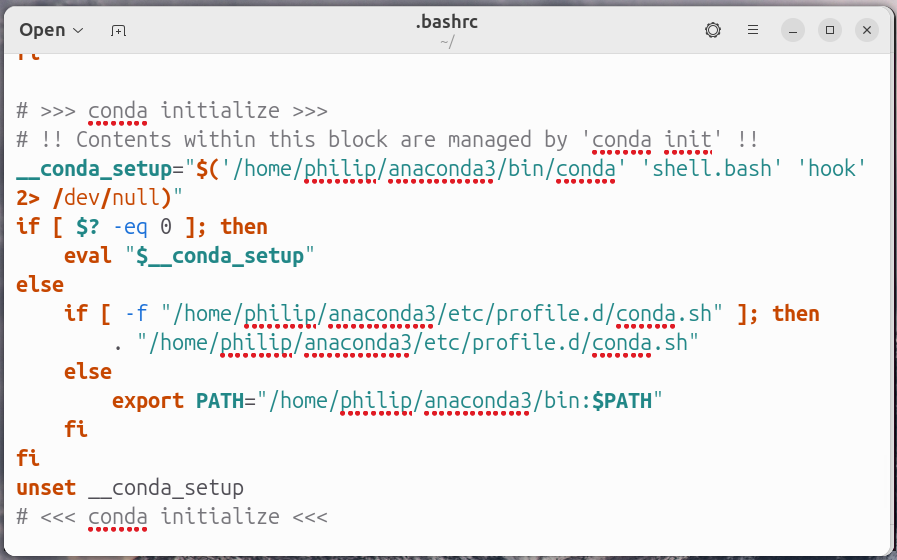 Open
.bashrc
~/
fi
# >>> conda initialize >>>
# !! Contents within this block are managed by 'conda init' !!
__conda_setup="$('/home/philip/anaconda3/bin/conda' 'shell.bash' 'hook'
2> /dev/null)"
if [ $? -eq 0 ]; then
    eval "$__conda_setup"
else
    if [ -f "/home/philip/anaconda3/etc/profile.d/conda.sh" ]; then
        . "/home/philip/anaconda3/etc/profile.d/conda.sh"
    else
        export PATH="/home/philip/anaconda3/bin:$PATH"
    fi
fi
unset __conda_setup
# <<< conda initialize <<<